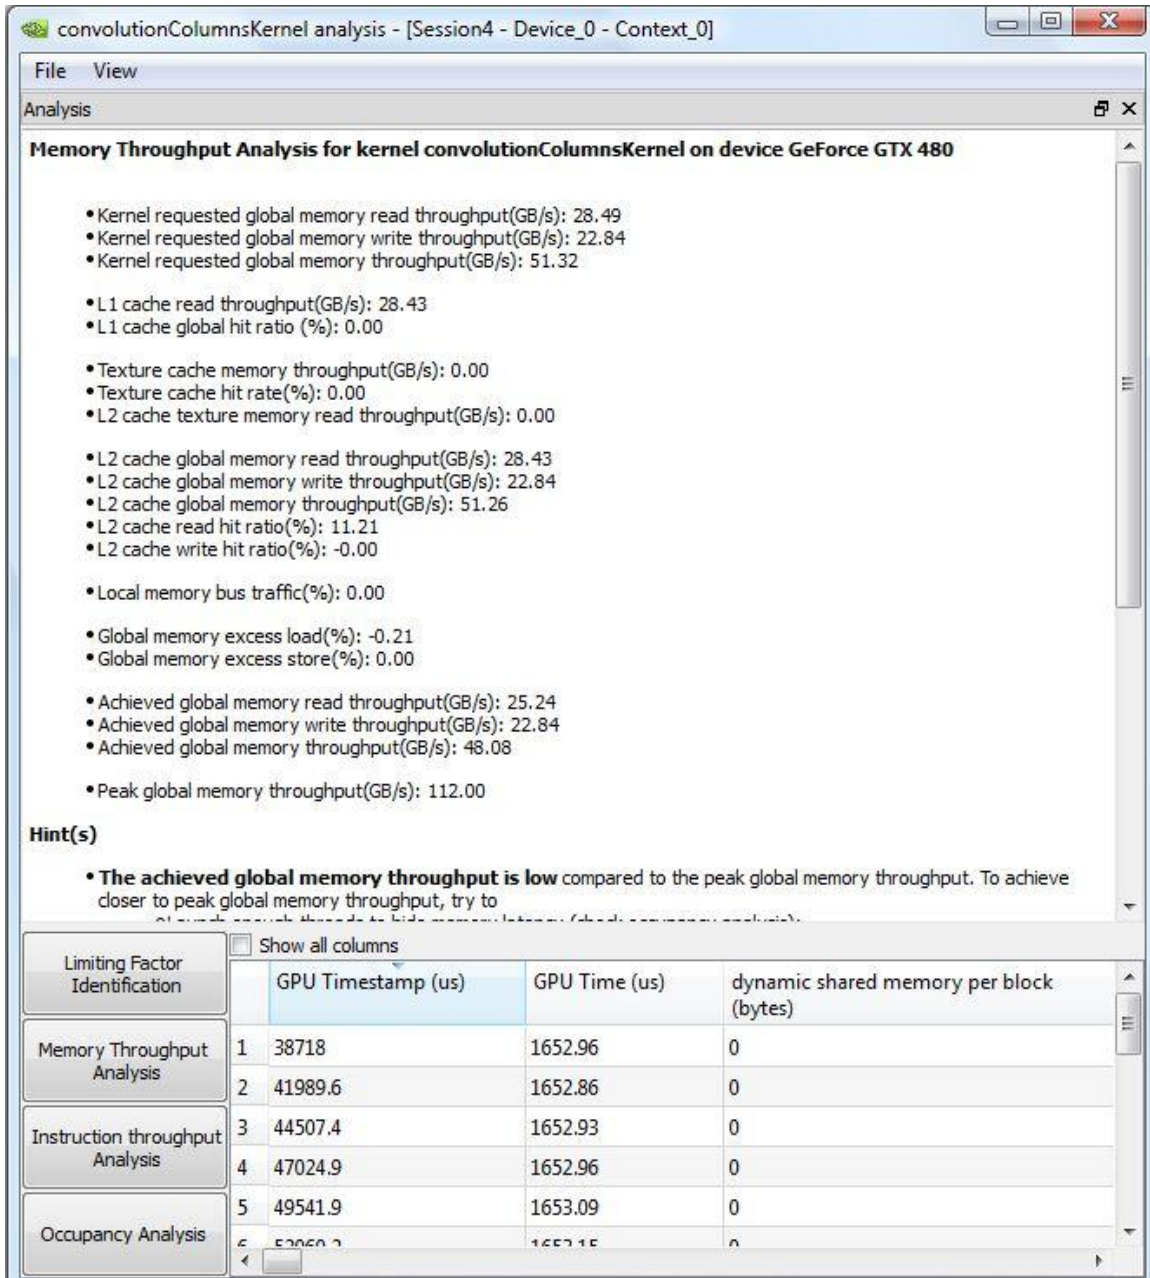 convolutionColumnsKernel analysis - [Session4 - Device_0 - Context_0]
File View
Analysis
Memory Throughput Analysis for kernel convolutionColumnsKernel on device GeForce GTX 480
•Kernel requested global memory read throughput(GB/s): 28.49
•Kernel requested global memory write throughput(GB/s): 22.84
•Kernel requested global memory throughput(GB/s): 51.32
•L1 cache read throughput(GB/s): 28.43
•L1 cache global hit ratio (%): 0.00
•Texture cache memory throughput(GB/s): 0.00
•Texture cache hit rate(%): 0.00
•L2 cache texture memory read throughput(GB/s): 0.00
•L2 cache global memory read throughput(GB/s): 28.43
•L2 cache global memory write throughput(GB/s): 22.84
•L2 cache global memory throughput(GB/s): 51.26
•L2 cache read hit ratio(%): 11.21
•L2 cache write hit ratio(%): -0.00
•Local memory bus traffic(%): 0.00
•Global memory excess load(%): -0.21
•Global memory excess store(%): 0.00
•Achieved global memory read throughput(GB/s): 25.24
•Achieved global memory write throughput(GB/s): 22.84
•Achieved global memory throughput(GB/s): 48.08
•Peak global memory throughput(GB/s): 112.00
Hint(s)
•The achieved global memory throughput is low compared to the peak global memory throughput. To achieve
closer to peak global memory throughput, try to
Limiting Factor
Identification
Memory Throughput
Analysis
Instruction throughput
Analysis
Occupancy Analysis
Show all columns
GPU Timestamp (us) GPU Time (us) dynamic shared memory per block
(bytes)
1 38718 1652.96 0
2 41989.6 1652.86 0
3 44507.4 1652.93 0
4 47024.9 1652.96 0
5 49541.9 1653.09 0